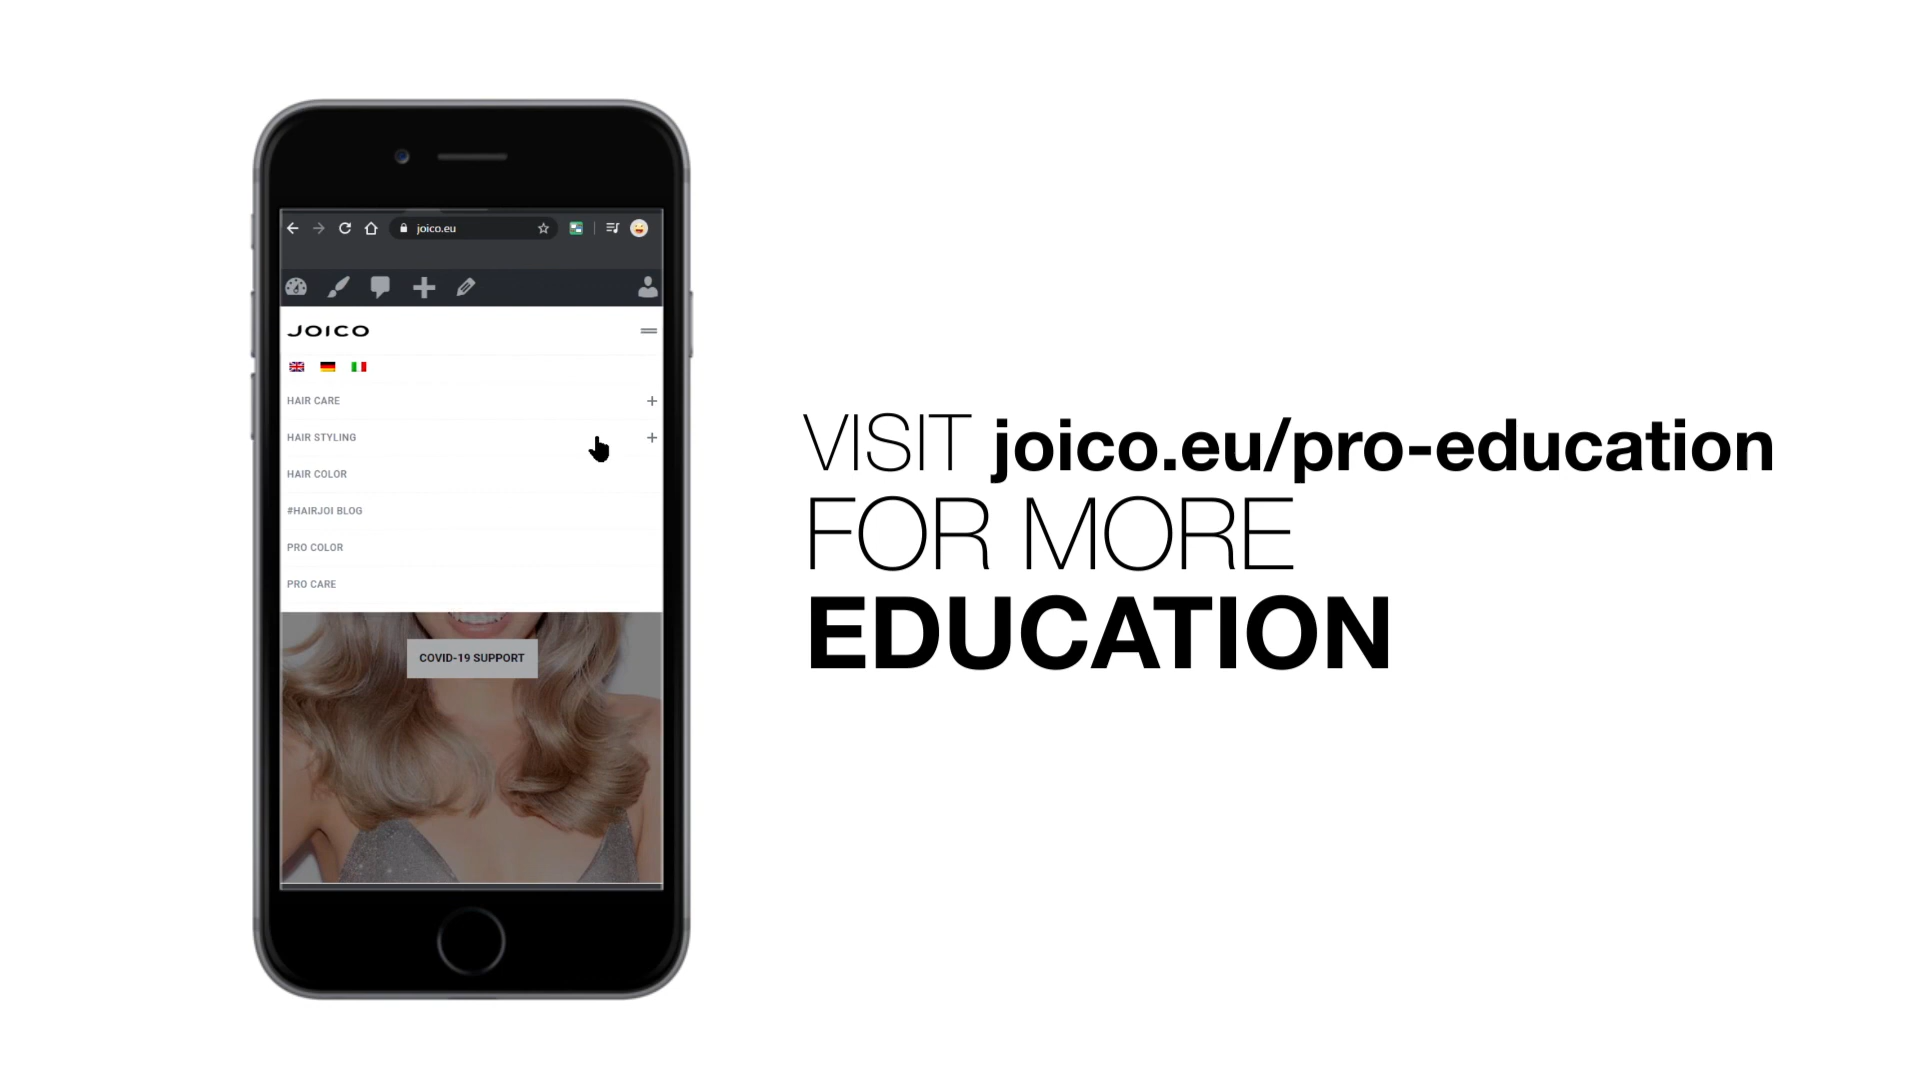 joico.eu
JOICO
HAIR CARE
HAIR STYLING
HAIR COLOR
#HAIRJOI BLOG
PRO COLOR
PRO CARE
COVID-19 SUPPORT
VISIT joico.eu/pro-education
FOR MORE
EDUCATION